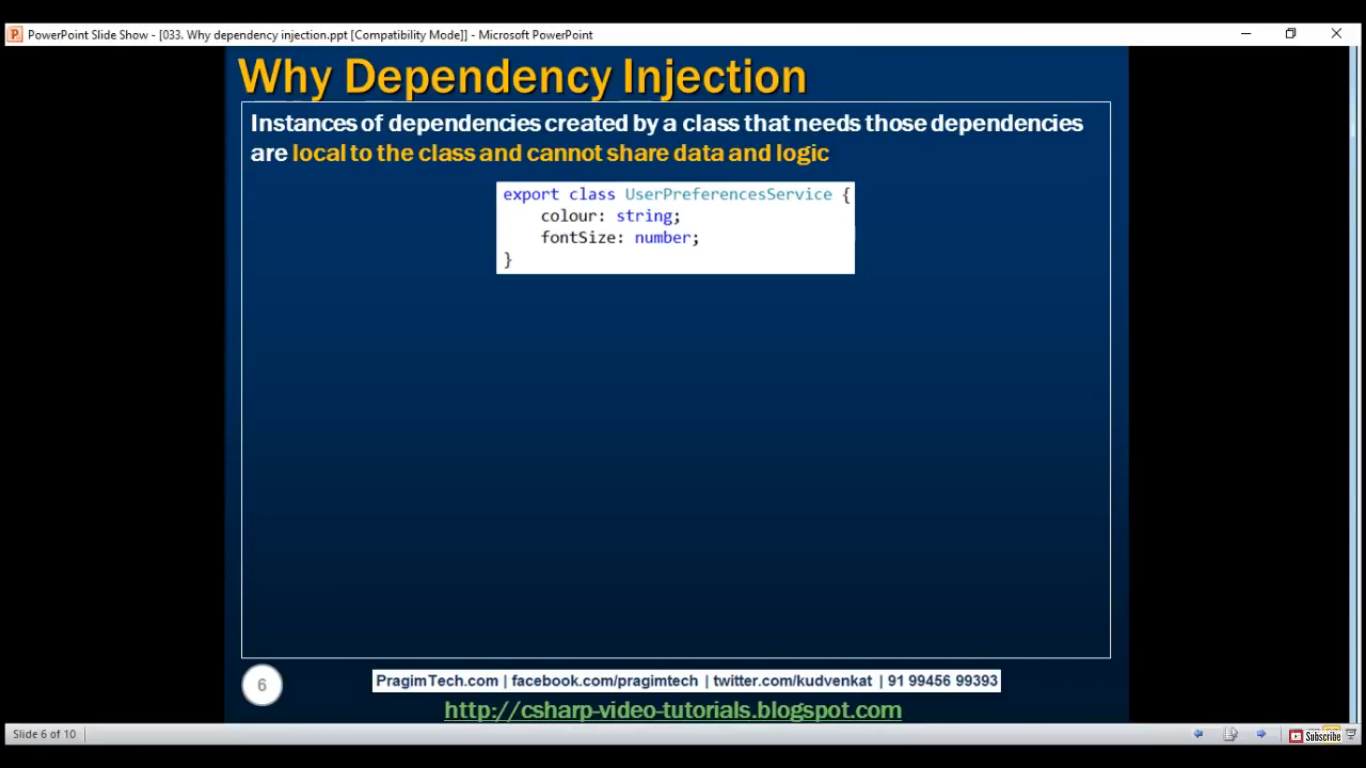 PowerPoint Slide Show - [033. Why dependency injection.ppt [Compatibility Mode]] - Microsoft PowerPoint
Why Dependency Injection
Instances of dependencies created by a class that needs those dependencies
are local to the class and cannot share data and logic
export class UserPreferencesService {
colour: string;
fontSize: number;
}
6
PragimTech.com | facebook.com/pragimtech | twitter.com/kudvenkat | 91 99456 99393
http://csharp-video-tutorials.blogspot.com
Slide 6 of 10
Subscribe